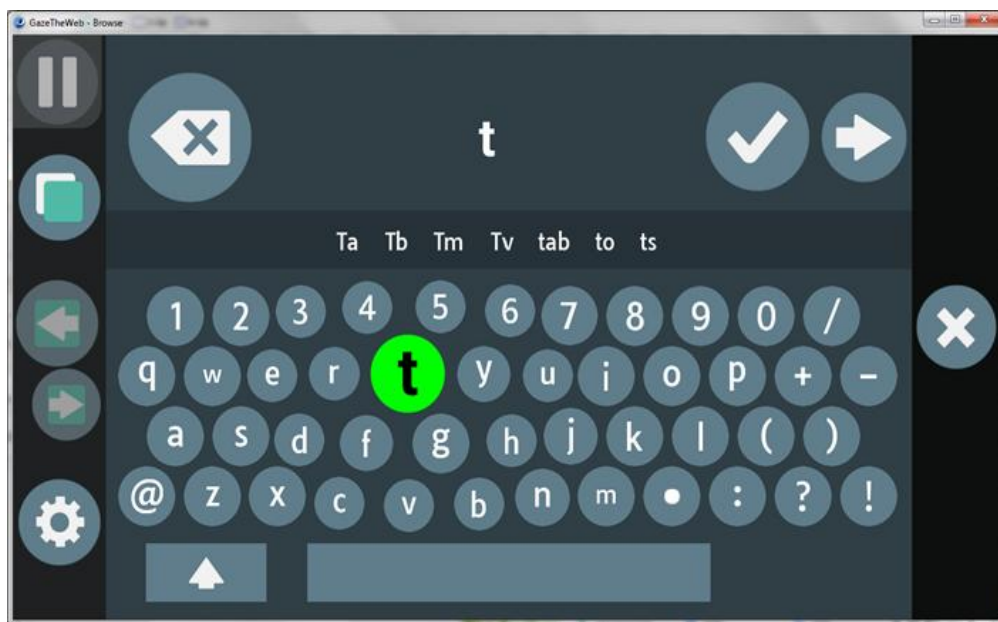 GazeTheWeb - Browse
t
Ta Tb Tm Tv tab to ts
1 2 3 4 5 6 7 8 9 0 /
q w e r t y u i o p + -
a s d f g h j k l ( )
@ z x c v b n m • : ? !